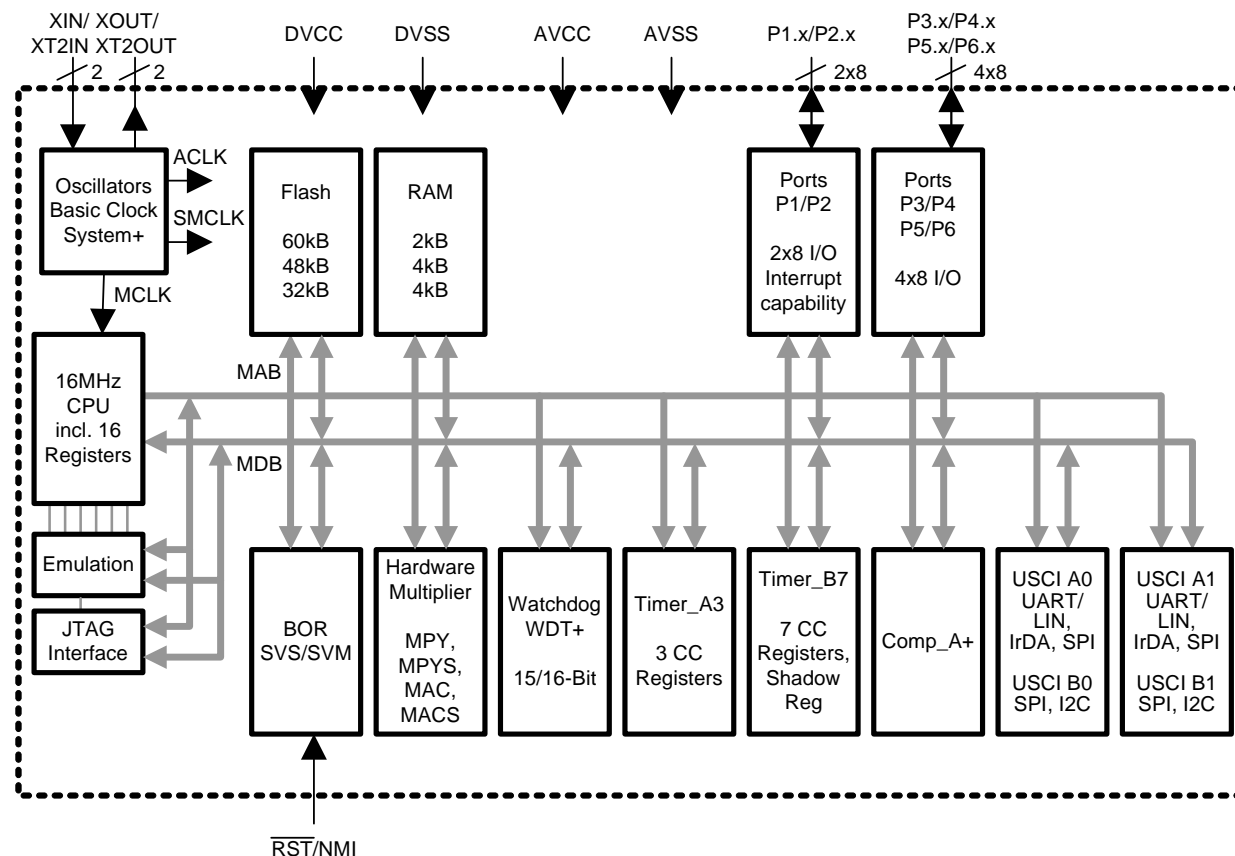 XIN/ XOUT/
XT2IN XT2OUT
2
2
DVCC
DVSS
AVCC
AVSS
P1.x/P2.x
2x8
P3.x/P4.x
P5.x/P6.x
4x8
Oscillators
Basic Clock
System+
ACLK
SMCLK
MCLK
Flash
60kB
48kB
32kB
RAM
2kB
4kB
4kB
Ports
P1/P2
2x8 I/O
Interrupt
capability
Ports
P3/P4
P5/P6
4x8 I/O
16MHz
CPU
incl. 16
Registers
MAB
MDB
Emulation
JTAG
Interface
BOR
SVS/SVM
Hardware
Multiplier
MPY,
MPYS,
MAC,
MACS
Watchdog
WDT+
15/16-Bit
Timer_A3
3 CC
Registers
Timer_B7
7 CC
Registers,
Shadow
Reg
Comp_A+
USCI A0
UART/
LIN,
IrDA, SPI
USCI B0
SPI, I2C
USCI A1
UART/
LIN,
IrDA, SPI
USCI B1
SPI, I2C
RST/NMI